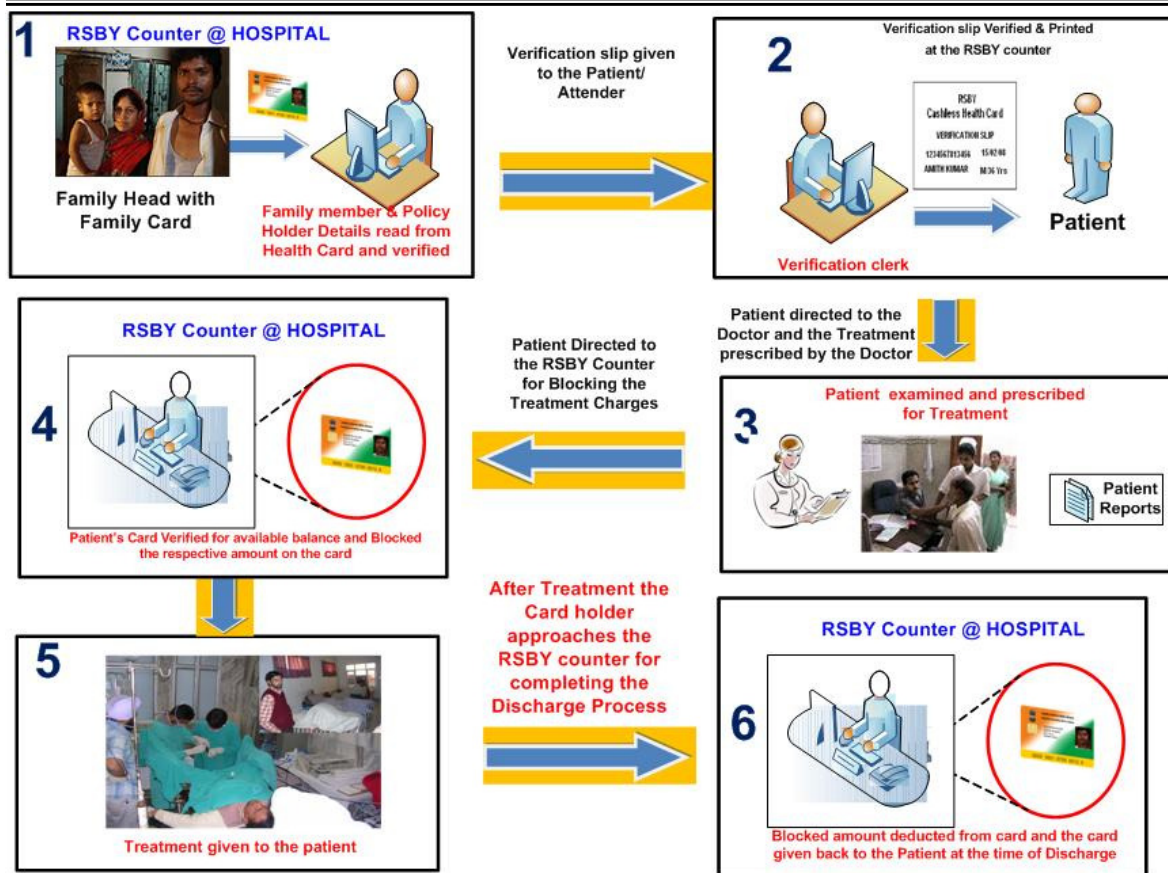 1
RSBY Counter @ HOSPITAL
Family Head with
Family Card
Family member & Policy
Holder Details read from
Health Card and verified
Verification slip given
to the Patient/
Attender
2
Verification slip Verified & Printed
at the RSBY counter
RSBY
Cashless Health Card
VERIFICATION SLIP
1234567813456 15/02/08
AMITH KUMAR M/36 Yrs
Patient
Verification clerk
Patient directed to the
Doctor and the Treatment
prescribed by the Doctor
3
Patient examined and prescribed
for Treatment
Patient
Reports
Patient Directed to
the RSBY Counter
for Blocking the
Treatment Charges
4
RSBY Counter @ HOSPITAL
Patient's Card Verified for available balance and Blocked
the respective amount on the card
5
Treatment given to the patient
After Treatment the
Card holder
approaches the
RSBY counter for
completing the
Discharge Process
6
RSBY Counter @ HOSPITAL
Blocked amount deducted from card and the card
given back to the Patient at the time of Discharge